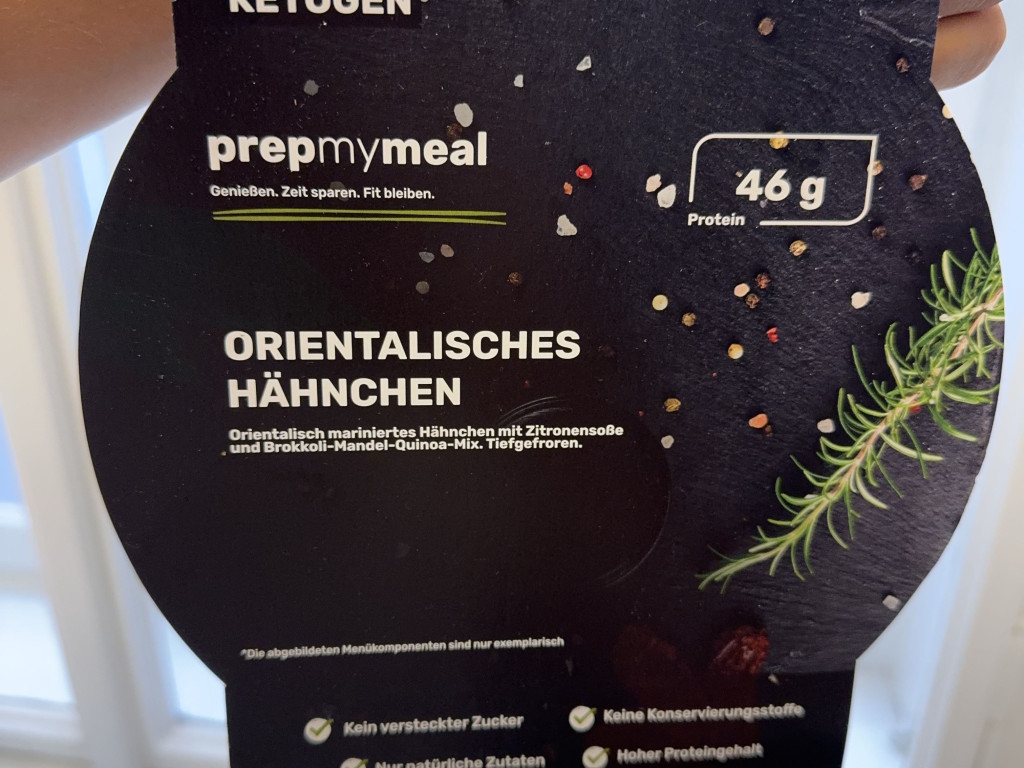 KETOGEN*
prepmymeal
Genießen. Zeit sparen. Fit bleiben.
46 g
Protein
ORIENTALISCHES
HÄHNCHEN
Orientalisch mariniertes Hähnchen mit Zitronensoße
und Brokkoli-Mandel-Quinoa-Mix. Tiefgefroren.
*Die abgebildeten Menükomponenten sind nur exemplarisch
Kein versteckter Zucker
Keine Konservierungsstoffe
Nur natürliche Zutaten
Hoher Proteingehalt